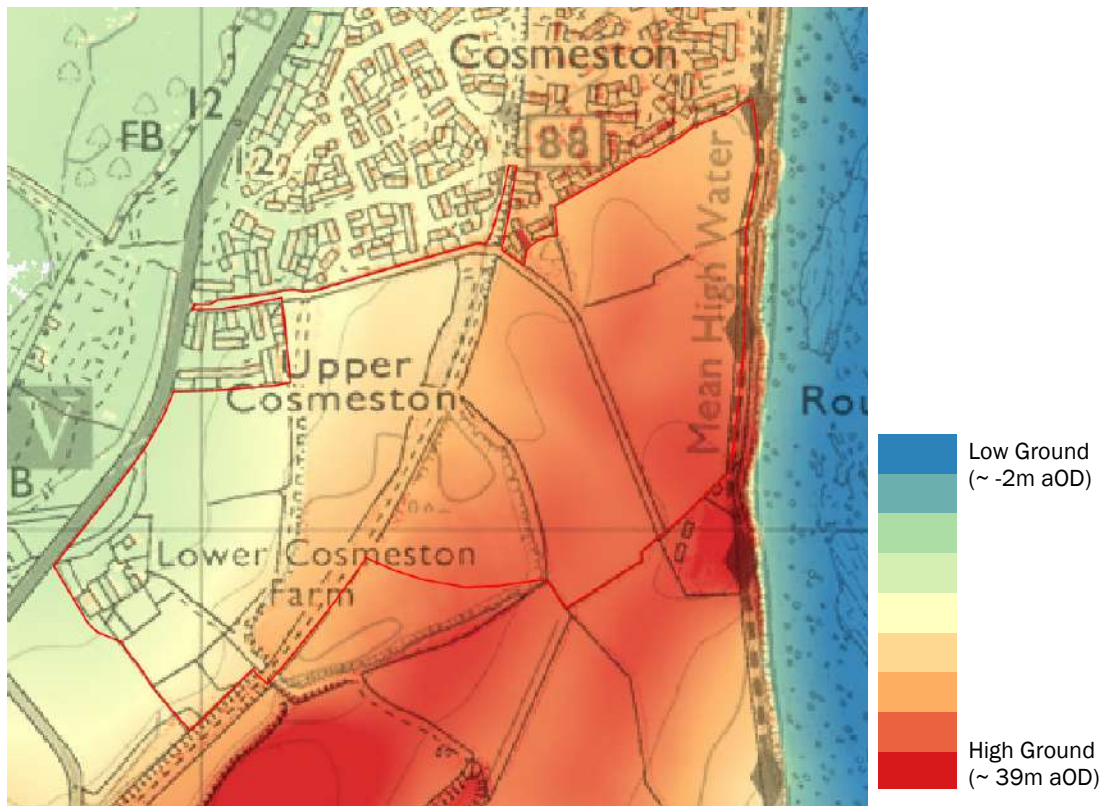 Cosmeston
12
FB
88
12
Mean High Water
Upper
Cosmeston
Rou
V
B
Lower Cosmeston
Farm
Low Ground
(~ -2m aOD)
High Ground
(~ 39m aOD)